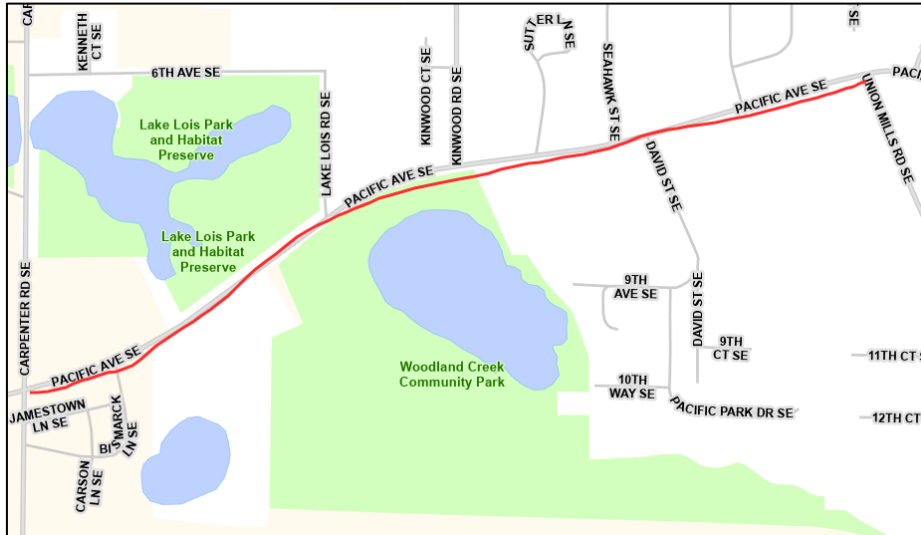 CAR
KENNETH
CT SE
6TH AVE SE
Lake Lois Park
and Habitat
Preserve
Lake Lois Park
and Habitat
Preserve
LAKE LOIS RD SE
KINWOOD CT SE
KINWOOD RD SE
SUTTER LN SE
SEAHAWK ST SE
SE
PACIFIC AVE SE
PACIFIC AVE SE
PACIFIC AVE SE
PACI
UNION MILLS RD SE
DAVID ST SE
DAVID ST SE
9TH
AVE SE
9TH
CT SE
10TH
WAY SE
PACIFIC PARK DR SE
11TH CT S
12TH CT
Woodland Creek
Community Park
CARPENTER RD SE
JAMESTOWN
LN SE
BISMARCK
LN SE
CARSON
LN SE